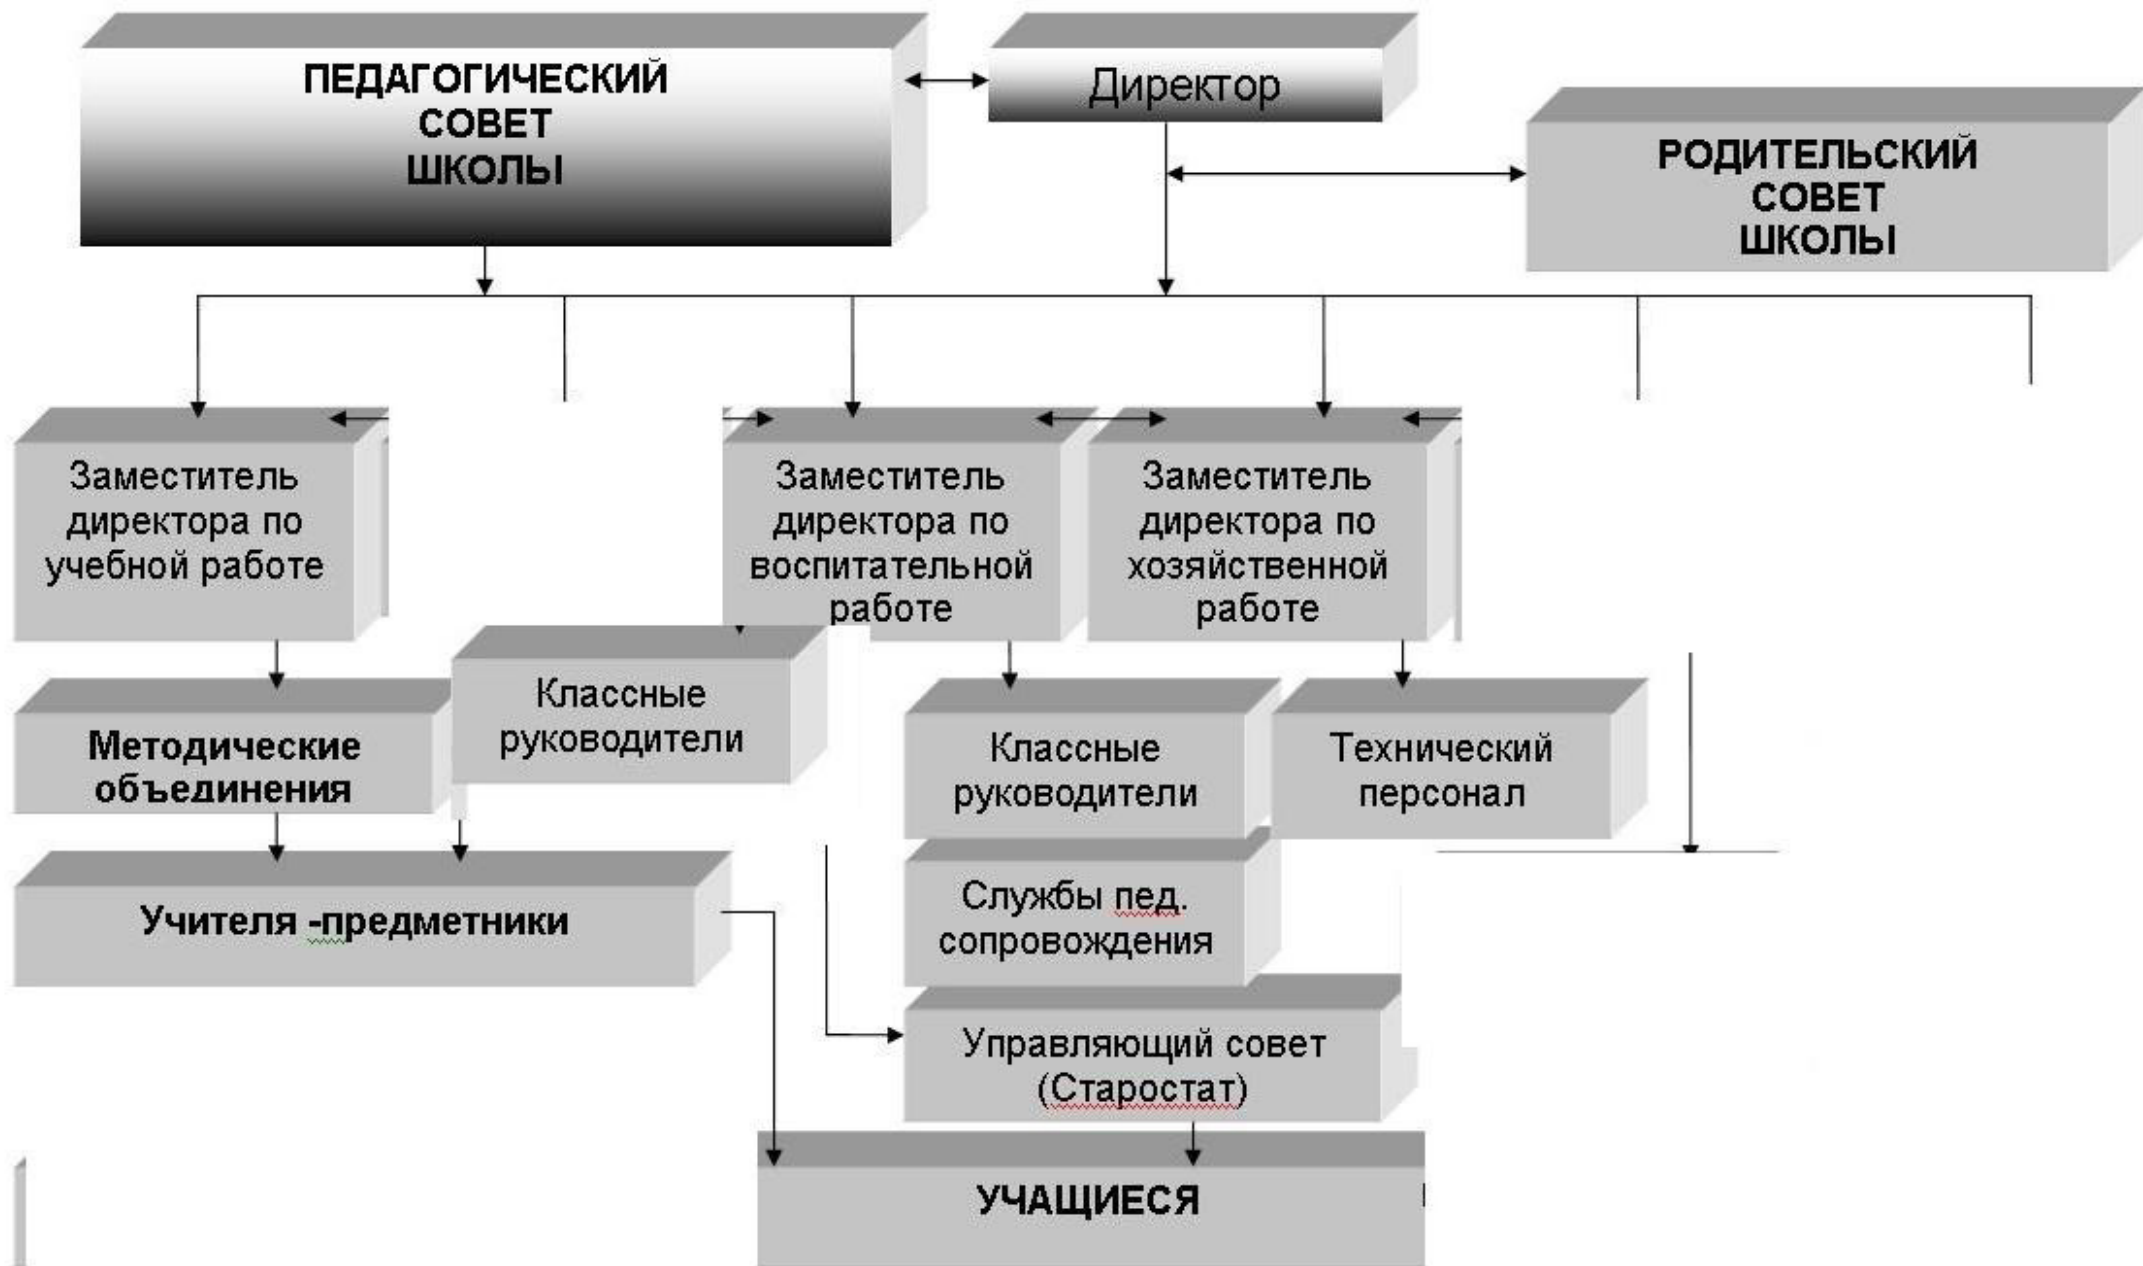 ПЕДАГОГИЧЕСКИЙ
СОВЕТ
ШКОЛЫ
Директор
РОДИТЕЛЬСКИЙ
СОВЕТ
ШКОЛЫ
Заместитель
директора по
учебной работе
Заместитель
директора по
воспитательной
работе
Заместитель
директора по
хозяйственной
работе
Методические
объединения
Классные
руководители
Классные
руководители
Технический
персонал
Учителя -предметники
Службы пед.
сопровождения
Управляющий совет
(Старостат)
УЧАЩИЕСЯ